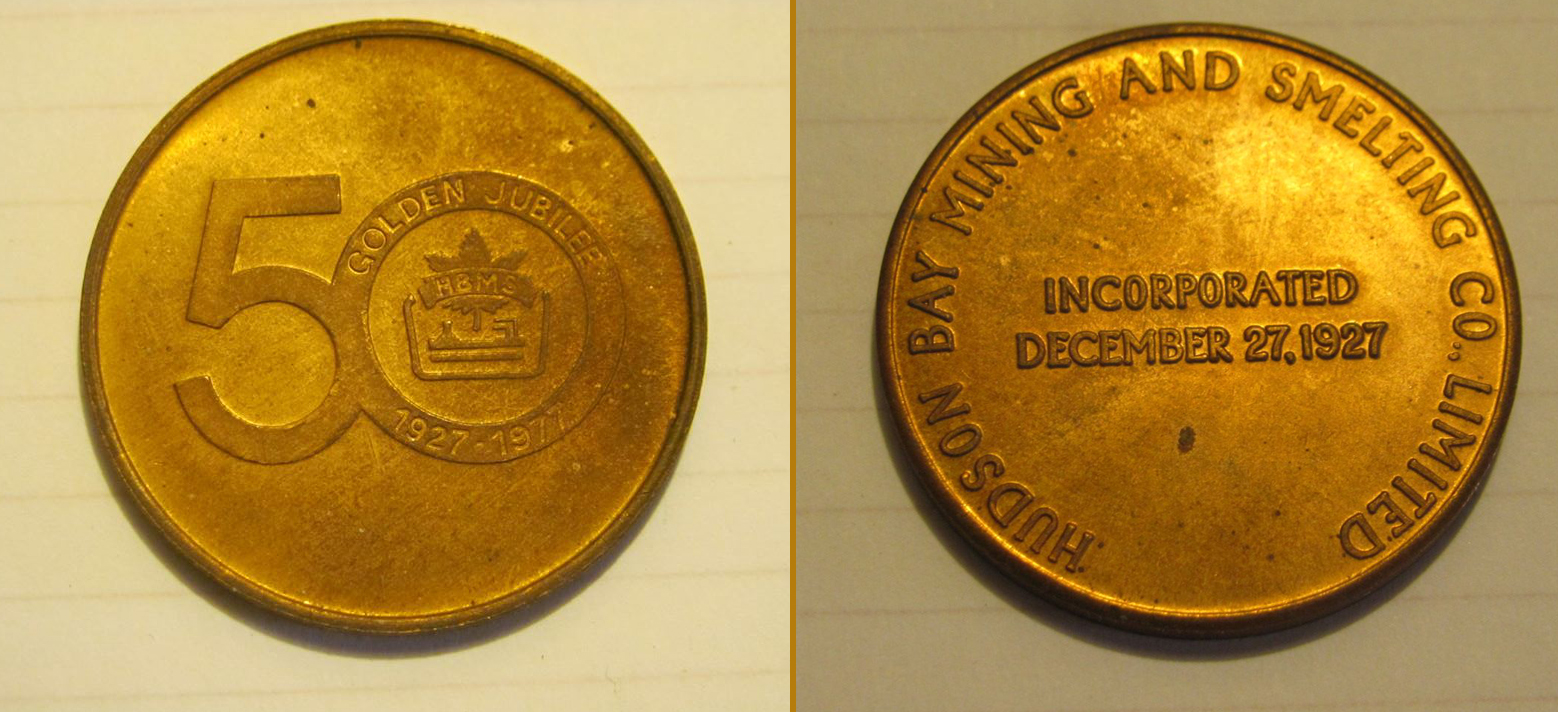 50
GOLDEN JUBILEE
HBMS
1927-1977
HUDSON BAY MINING AND SMELTING CO., LIMITED
INCORPORATED
DECEMBER 27, 1927